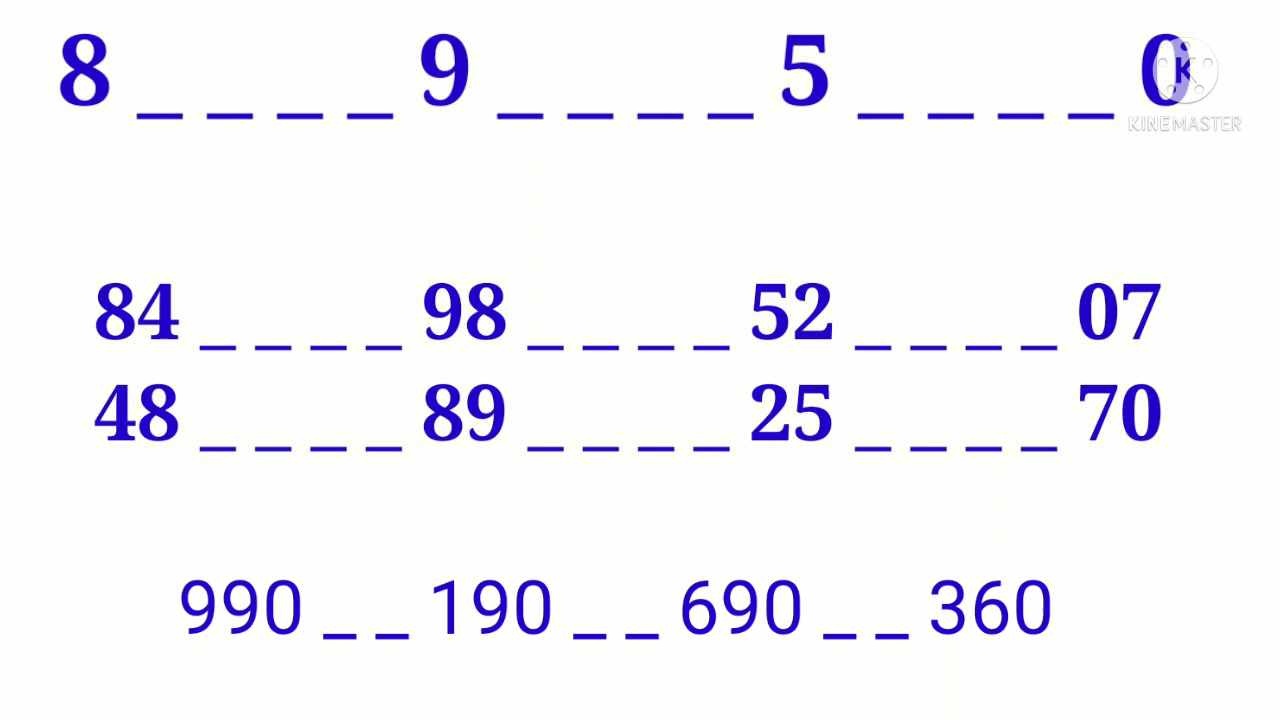 8 _ _ _ _ 9 _ _ _ _ 5 _ _ _ _ 0
KINEMASTER
84 _ _ _ _ 98 _ _ _ _ 52 _ _ _ _ 07
48 _ _ _ _ 89 _ _ _ _ 25 _ _ _ _ 70
990 _ _ 190 _ _ 690 _ _ 360